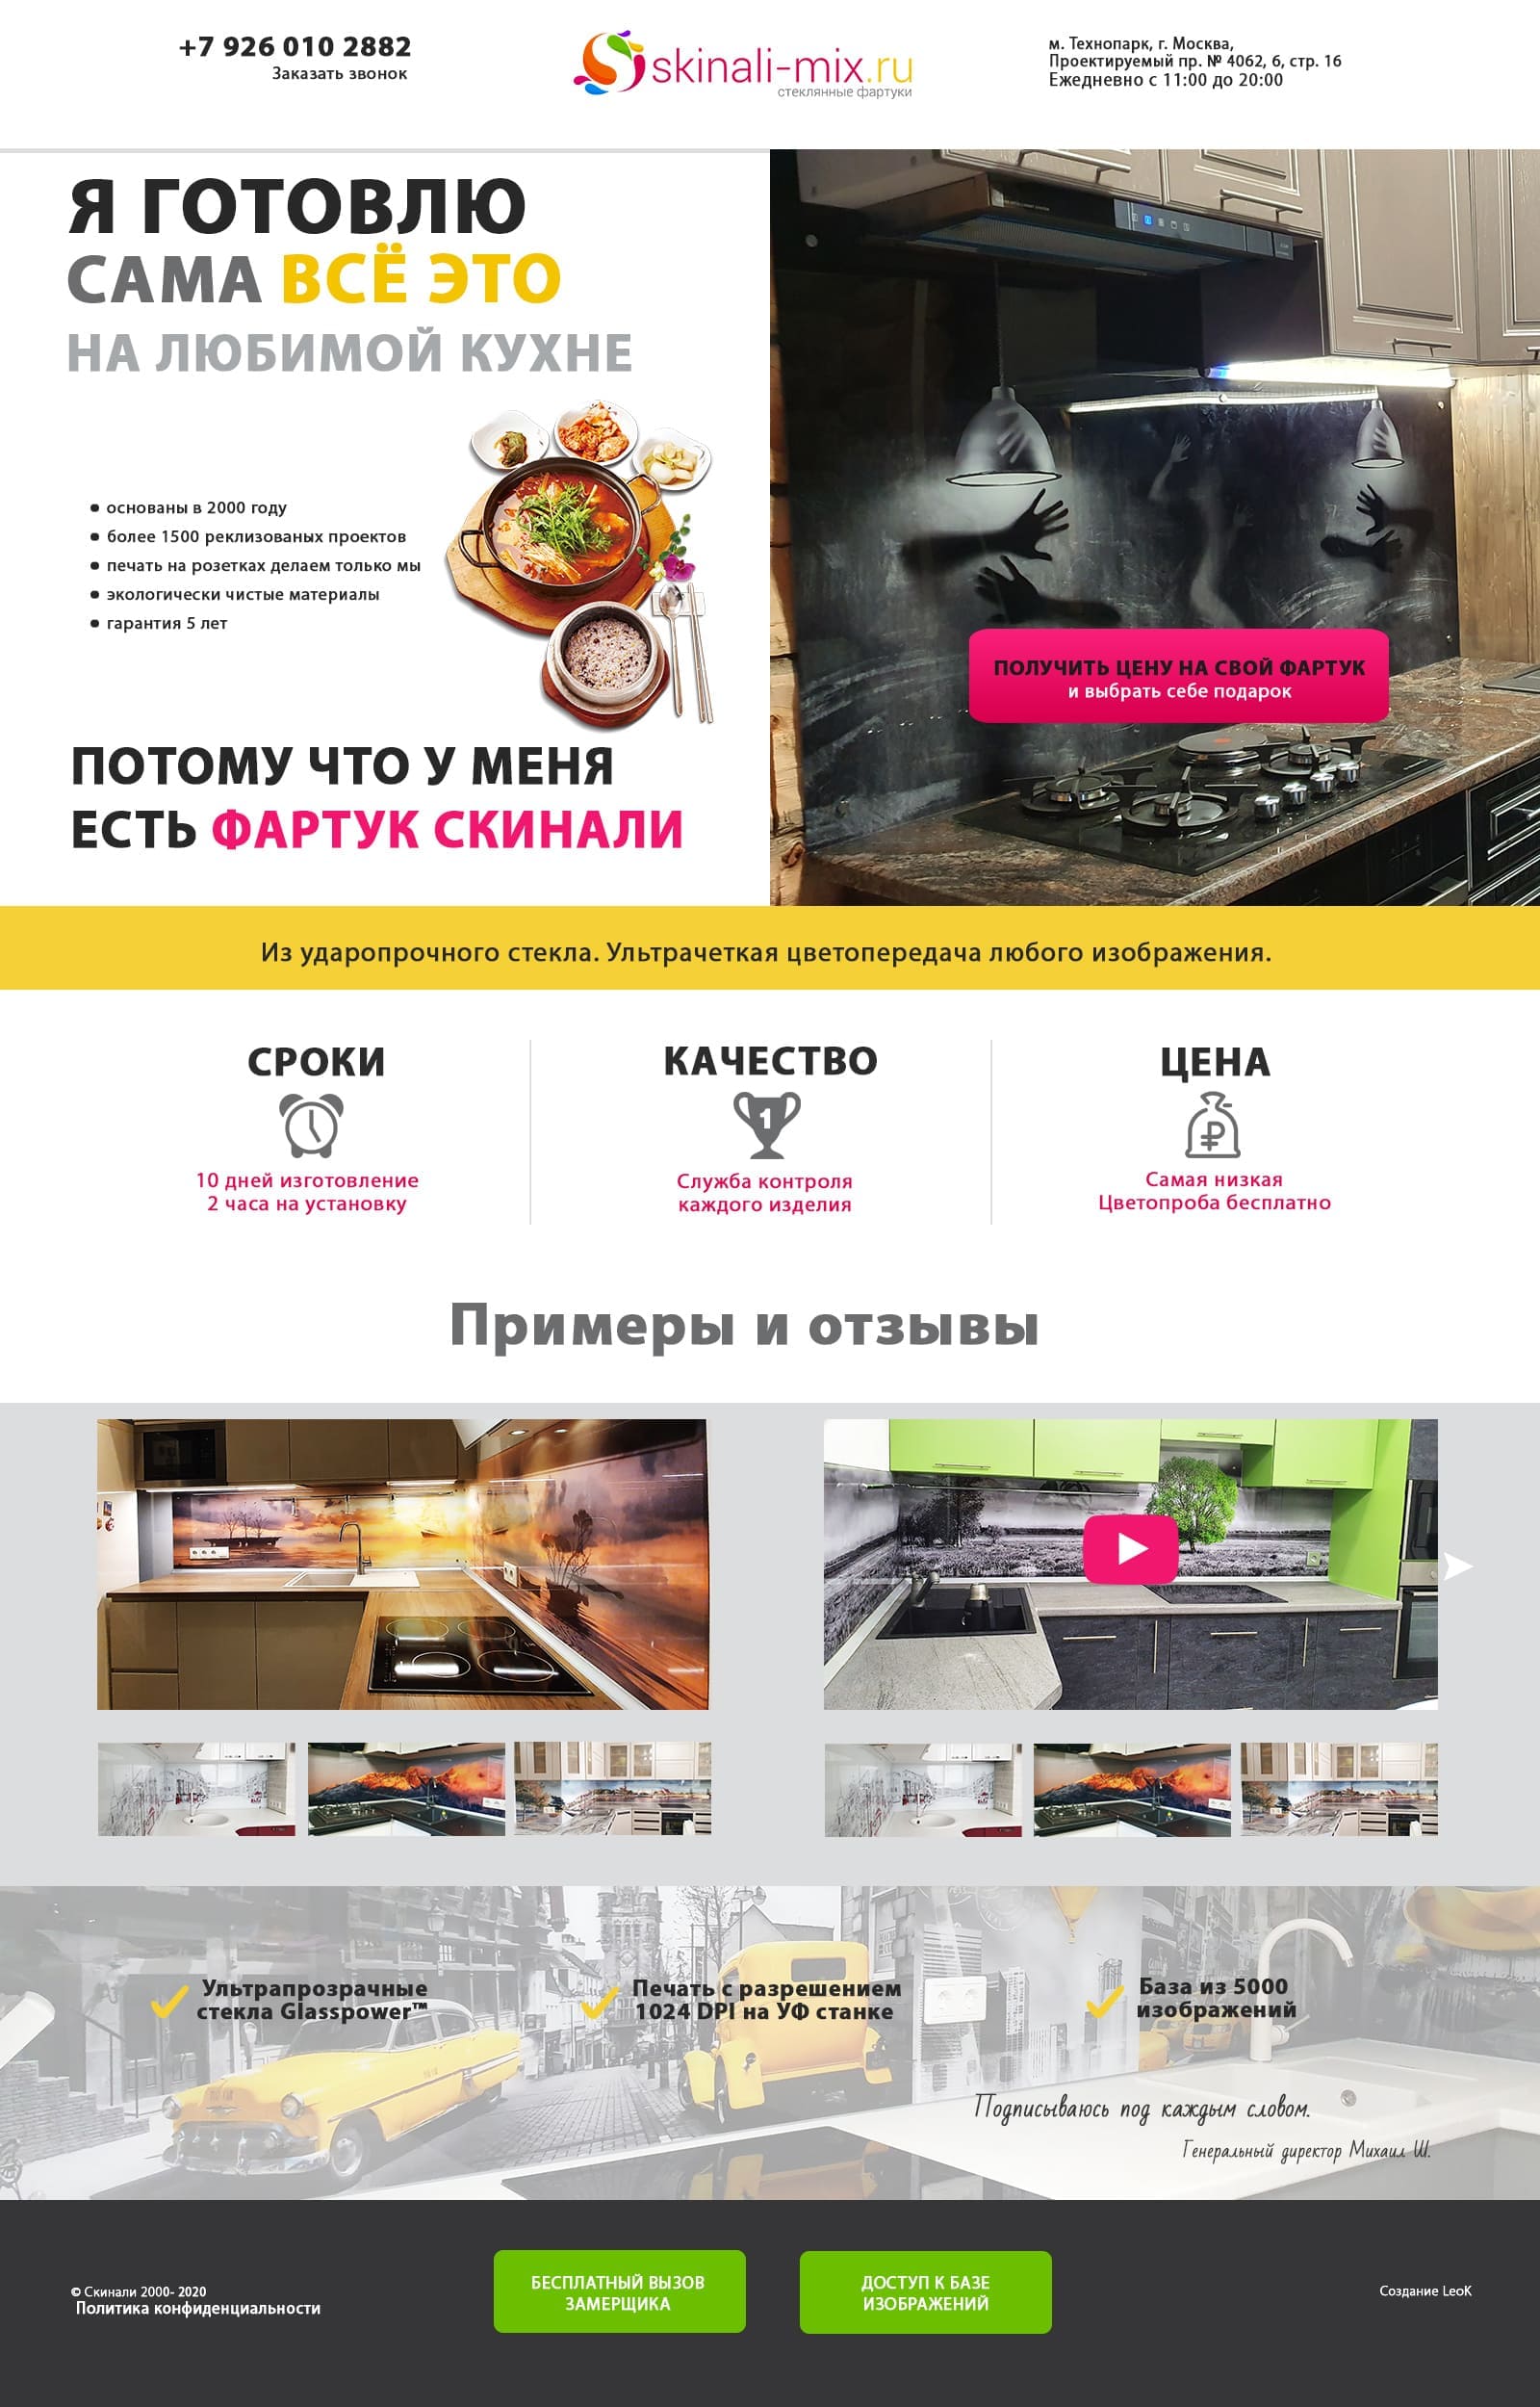 +7 926 010 2882
Заказать звонок
skinali-mix.ru
стеклянные фартуки
м. Технопарк, г. Москва,
Проектируемый пр. № 4062, 6, стр. 16
Ежедневно с 11:00 до 20:00
Я ГОТОВЛЮ
САМА ВСЁ ЭТО
НА ЛЮБИМОЙ КУХНЕ
• основаны в 2000 году
• более 1500 реклизованых проектов
• печать на розетках делаем только мы
• экологически чистые материалы
• гарантия 5 лет
ПОТОМУ ЧТО У МЕНЯ
ЕСТЬ ФАРТУК СКИНАЛИ
ПОЛУЧИТЬ ЦЕНУ НА СВОЙ ФАРТУК
и выбрать себе подарок
Из ударопрочного стекла. Ультрачеткая цветопередача любого изображения.
СРОКИ
10 дней изготовление
2 часа на установку
КАЧЕСТВО
1
Служба контроля
каждого изделия
ЦЕНА
Самая низкая
Цветопроба бесплатно
Примеры и отзывы
Ультрапрозрачные
стекла Glasspower™
Печать с разрешением
1024 DPI на УФ станке
База из 5000
изображений
Подписываюсь под каждым словом.
Генеральный директор Михаил Ш.
© Скинали 2000- 2020
Политика конфиденциальности
БЕСПЛАТНЫЙ ВЫЗОВ
ЗАМЕРЩИКА
ДОСТУП К БАЗЕ
ИЗОБРАЖЕНИЙ
Создание LeoK